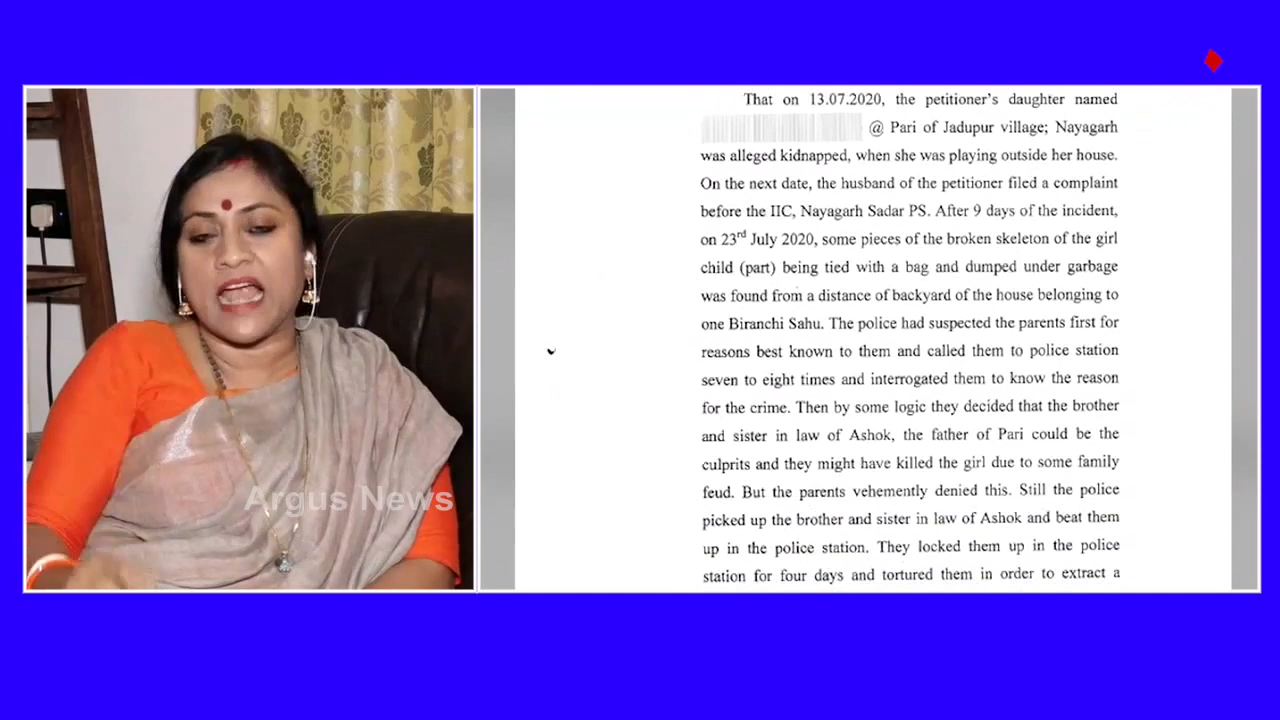 That on 13.07.2020, the petitioner's daughter named
@ Pari of Jadupur village; Nayagarh
was alleged kidnapped, when she was playing outside her house.
On the next date, the husband of the petitioner filed a complaint
before the IIC, Nayagarh Sadar PS. After 9 days of the incident,
on 23rd July 2020, some pieces of the broken skeleton of the girl
child (part) being tied with a bag and dumped under garbage
was found from a distance of backyard of the house belonging to
one Biranchi Sahu. The police had suspected the parents first for
reasons best known to them and called them to police station
seven to eight times and interrogated them to know the reason
for the crime. Then by some logic they decided that the brother
and sister in law of Ashok, the father of Pari could be the
culprits and they might have killed the girl due to some family
feud. But the parents vehemently denied this. Still the police
picked up the brother and sister in law of Ashok and beat them
up in the police station. They locked them up in the police
station for four days and tortured them in order to extract a
Argus News